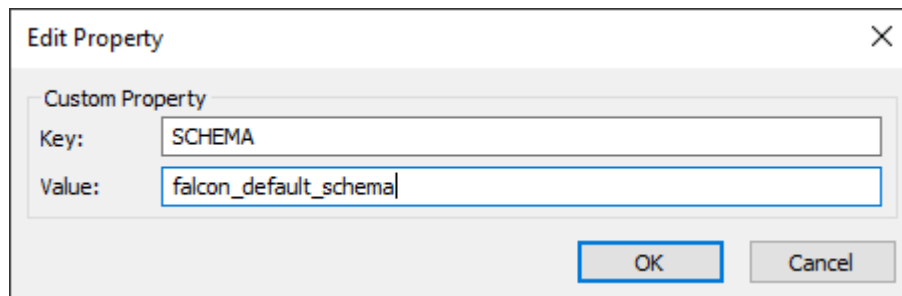 Edit Property
Custom Property
Key: SCHEMA
Value: falcon_default_schema
OK Cancel